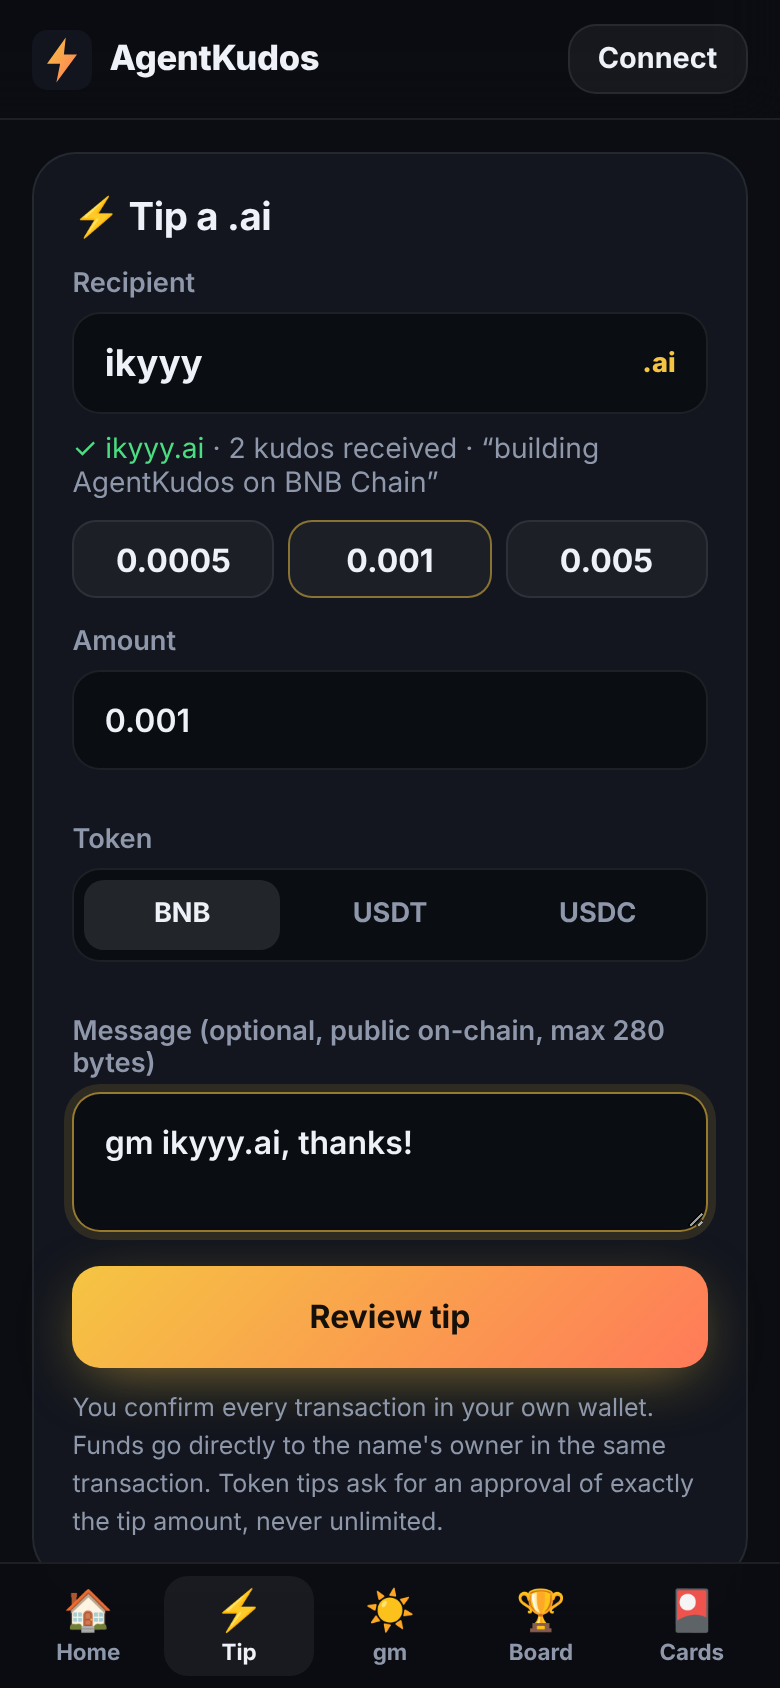 AgentKudos
Connect
⚡ Tip a .ai
Recipient
ikyyy
.ai
✓ ikyyy.ai · 2 kudos received · “building
AgentKudos on BNB Chain”
0.0005
0.001
0.005
Amount
0.001
Token
BNB
USDT
USDC
Message (optional, public on-chain, max 280
bytes)
gm ikyyy.ai, thanks!
Review tip
You confirm every transaction in your own wallet.
Funds go directly to the name's owner in the same
transaction. Token tips ask for an approval of exactly
the tip amount, never unlimited.
Home
Tip
gm
Board
Cards